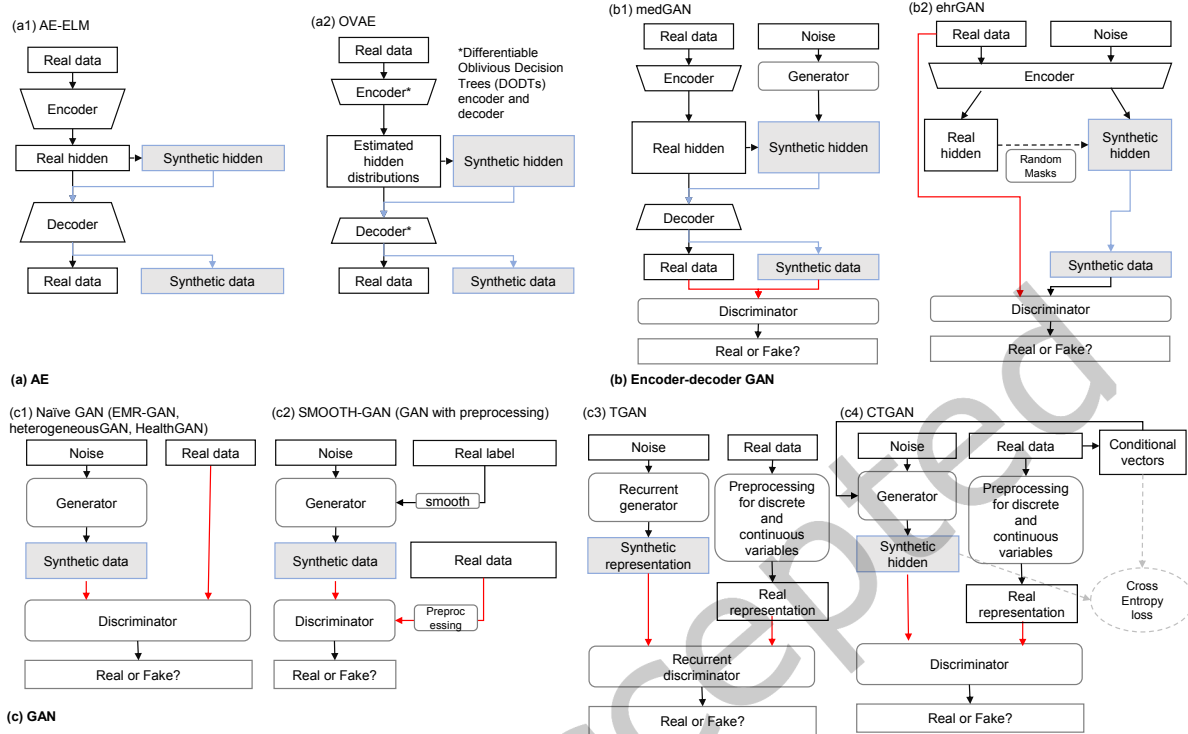 (a1) AE-ELM
Real data
Encoder
Real hidden
Synthetic hidden
Decoder
Real data
Synthetic data
(a2) OVAE
Real data
Encoder*
*Differentiable
Oblivious Decision
Trees (DODTs)
encoder and
decoder
Estimated
hidden
distributions
Synthetic hidden
Decoder*
Real data
Synthetic data
(a) AE
(b1) medGAN
Real data
Noise
Encoder
Generator
Real hidden
Synthetic hidden
Decoder
Real data
Synthetic data
Discriminator
Real or Fake?
(b2) ehrGAN
Real data
Noise
Encoder
Real
hidden
Random
Masks
Synthetic
hidden
Synthetic data
Discriminator
Real or Fake?
(b) Encoder-decoder GAN
(c1) Naïve GAN (EMR-GAN,
heterogeneousGAN, HealthGAN)
Noise
Real data
Generator
Synthetic data
Discriminator
Real or Fake?
(c2) SMOOTH-GAN (GAN with preprocessing)
Noise
Real label
Generator
smooth
Synthetic data
Real data
Discriminator
Preproc
essing
Real or Fake?
(c3) TGAN
Noise
Real data
Recurrent
generator
Preprocessing
for discrete
and
continuous
variables
Synthetic
representation
Real
representation
Recurrent
discriminator
Real or Fake?
(c4) CTGAN
Noise
Real data
Conditional
vectors
Generator
Preprocessing
for discrete
and
continuous
variables
Synthetic
hidden
Real
representation
Cross
Entropy
loss
Discriminator
Real or Fake?
(c) GAN
cepted